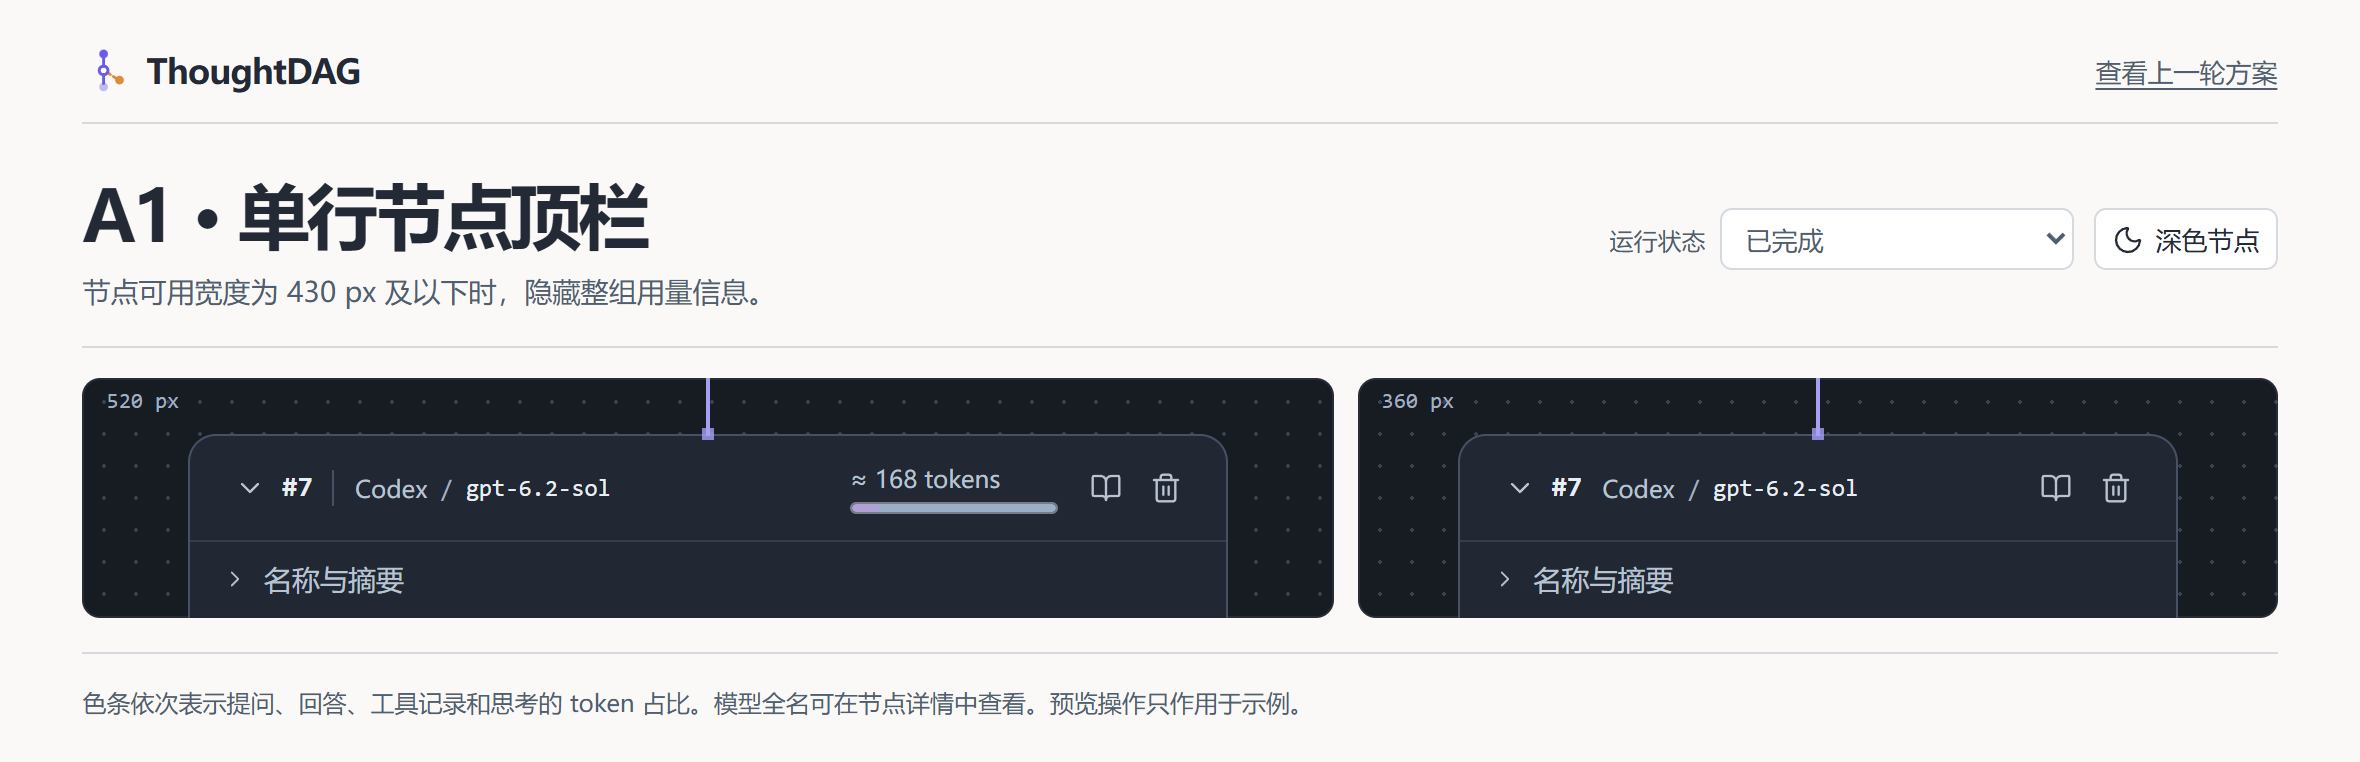 ThoughtDAG
查看上一轮方案
A1 • 单行节点顶栏
运行状态
已完成
深色节点
节点可用宽度为 430 px 及以下时，隐藏整组用量信息。
520 px
#7
Codex / gpt-6.2-sol
≈ 168 tokens
名称与摘要
360 px
#7
Codex / gpt-6.2-sol
名称与摘要
色条依次表示提问、回答、工具记录和思考的 token 占比。模型全名可在节点详情中查看。预览操作只作用于示例。